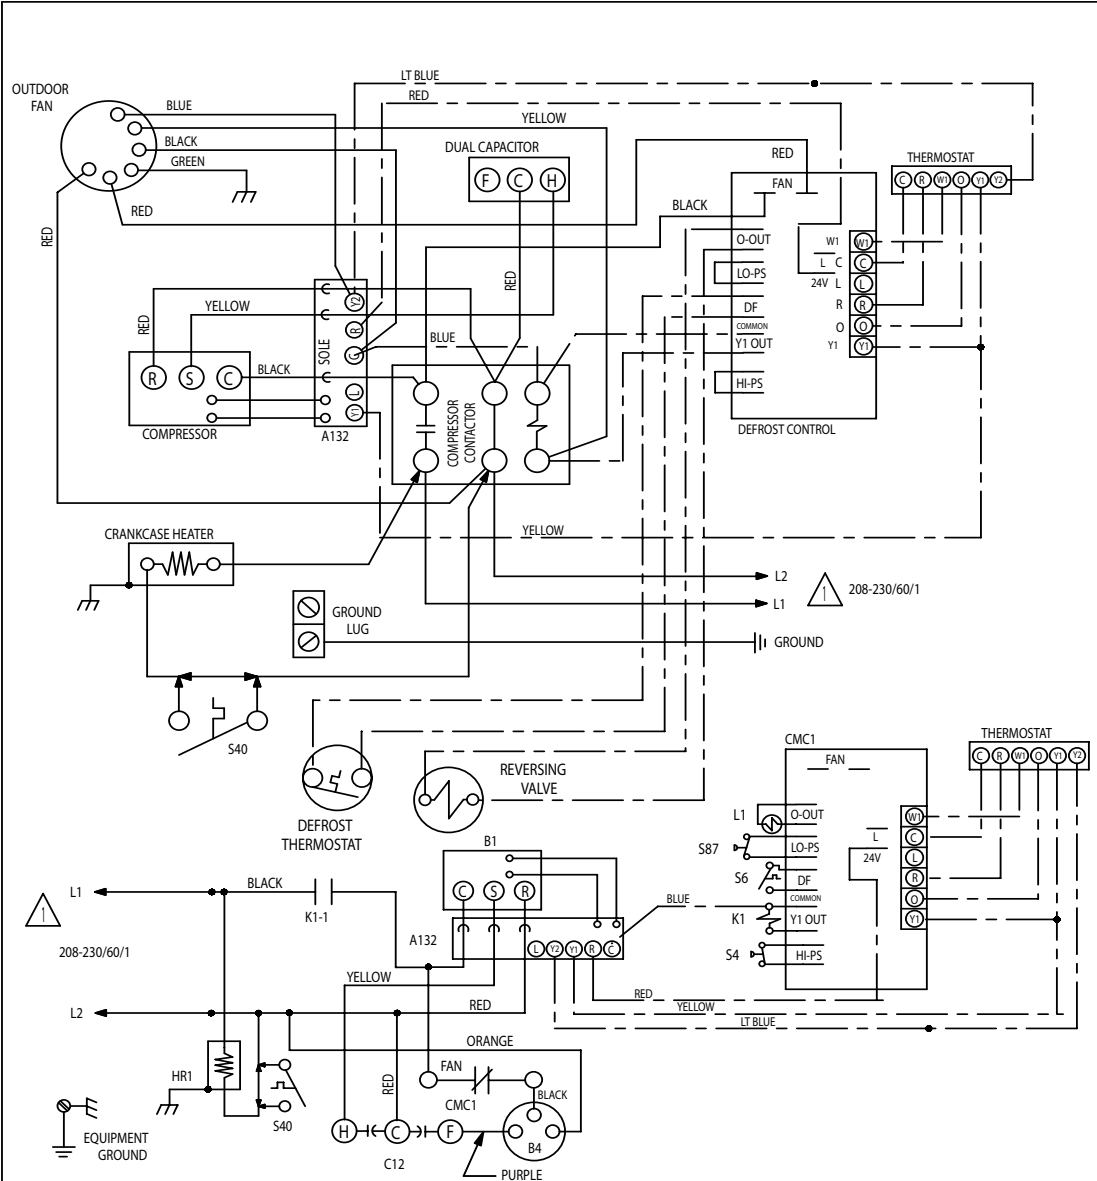 LT BLUE
RED
OUTDOOR
FAN
BLUE
YELLOW
BLACK
GREEN
RED
RED
DUAL CAPACITOR
F C H
RED
RED
FAN
BLACK
O-OUT
LO-PS
DF
COMMON
Y1 OUT
HI-PS
W1 W1
L C C
24V L L
R R
O O
Y1 Y1
DEFROST CONTROL
THERMOSTAT
C R W1 O Y1 Y2
RED
YELLOW
BLUE
BLACK
R S C
COMPRESSOR
SOLE
Y2
R
G
L
Y1
A132
COMPRESSOR
CONTACTOR
YELLOW
CRANKCASE HEATER
L2
L1
1
208-230/60/1
GROUND
LUG
GROUND
S40
DEFROST
THERMOSTAT
REVERSING
VALVE
CMC1
FAN
L1
O-OUT
S87
LO-PS
S6
DF
COMMON
K1
Y1 OUT
S4
HI-PS
L
24V
W1
C
L
R
O
Y1
THERMOSTAT
C R W1 O Y1 Y2
B1
C S R
A132
L Y2 Y1 R C
BLUE
RED
YELLOW
LT BLUE
L1
BLACK
K1-1
1
208-230/60/1
YELLOW
L2
RED
ORANGE
HR1
S40
RED
FAN
CMC1
BLACK
H C F
B4
C12
PURPLE
EQUIPMENT
GROUND